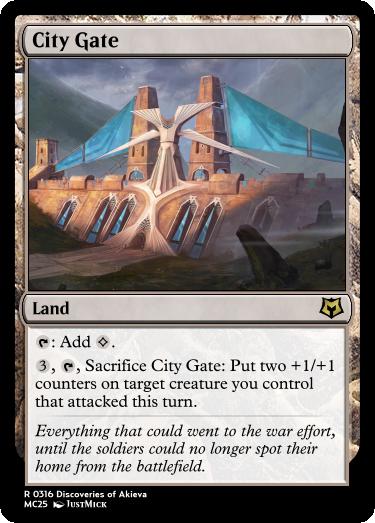 City Gate
Land
: Add .
3, , Sacrifice City Gate: Put two +1/+1
counters on target creature you control
that attacked this turn.
Everything that could go to the war effort,
until the soldiers could no longer spot their
home from the battlefield.
R 0316 Discoveries of Akieva
MC25 JustMick